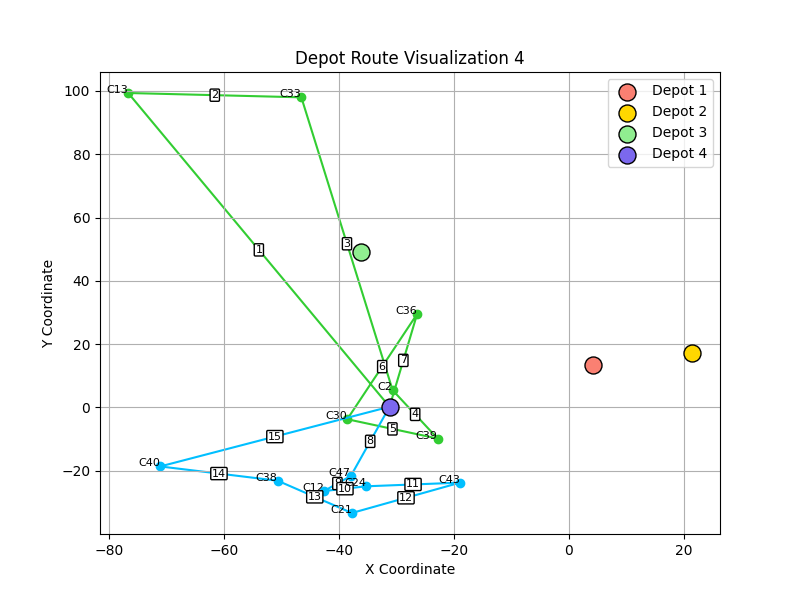 Depot Route Visualization 4
Depot 1
Depot 2
Depot 3
Depot 4
Y Coordinate
X Coordinate
100
80
60
40
20
0
−20
−80
−60
−40
−20
0
20
C13
2
C33
1
3
C36
6
7
C2
C30
4
5
C39
15
8
C40
14
C38
C47
C12
10
C24
11
C43
13
12
C21